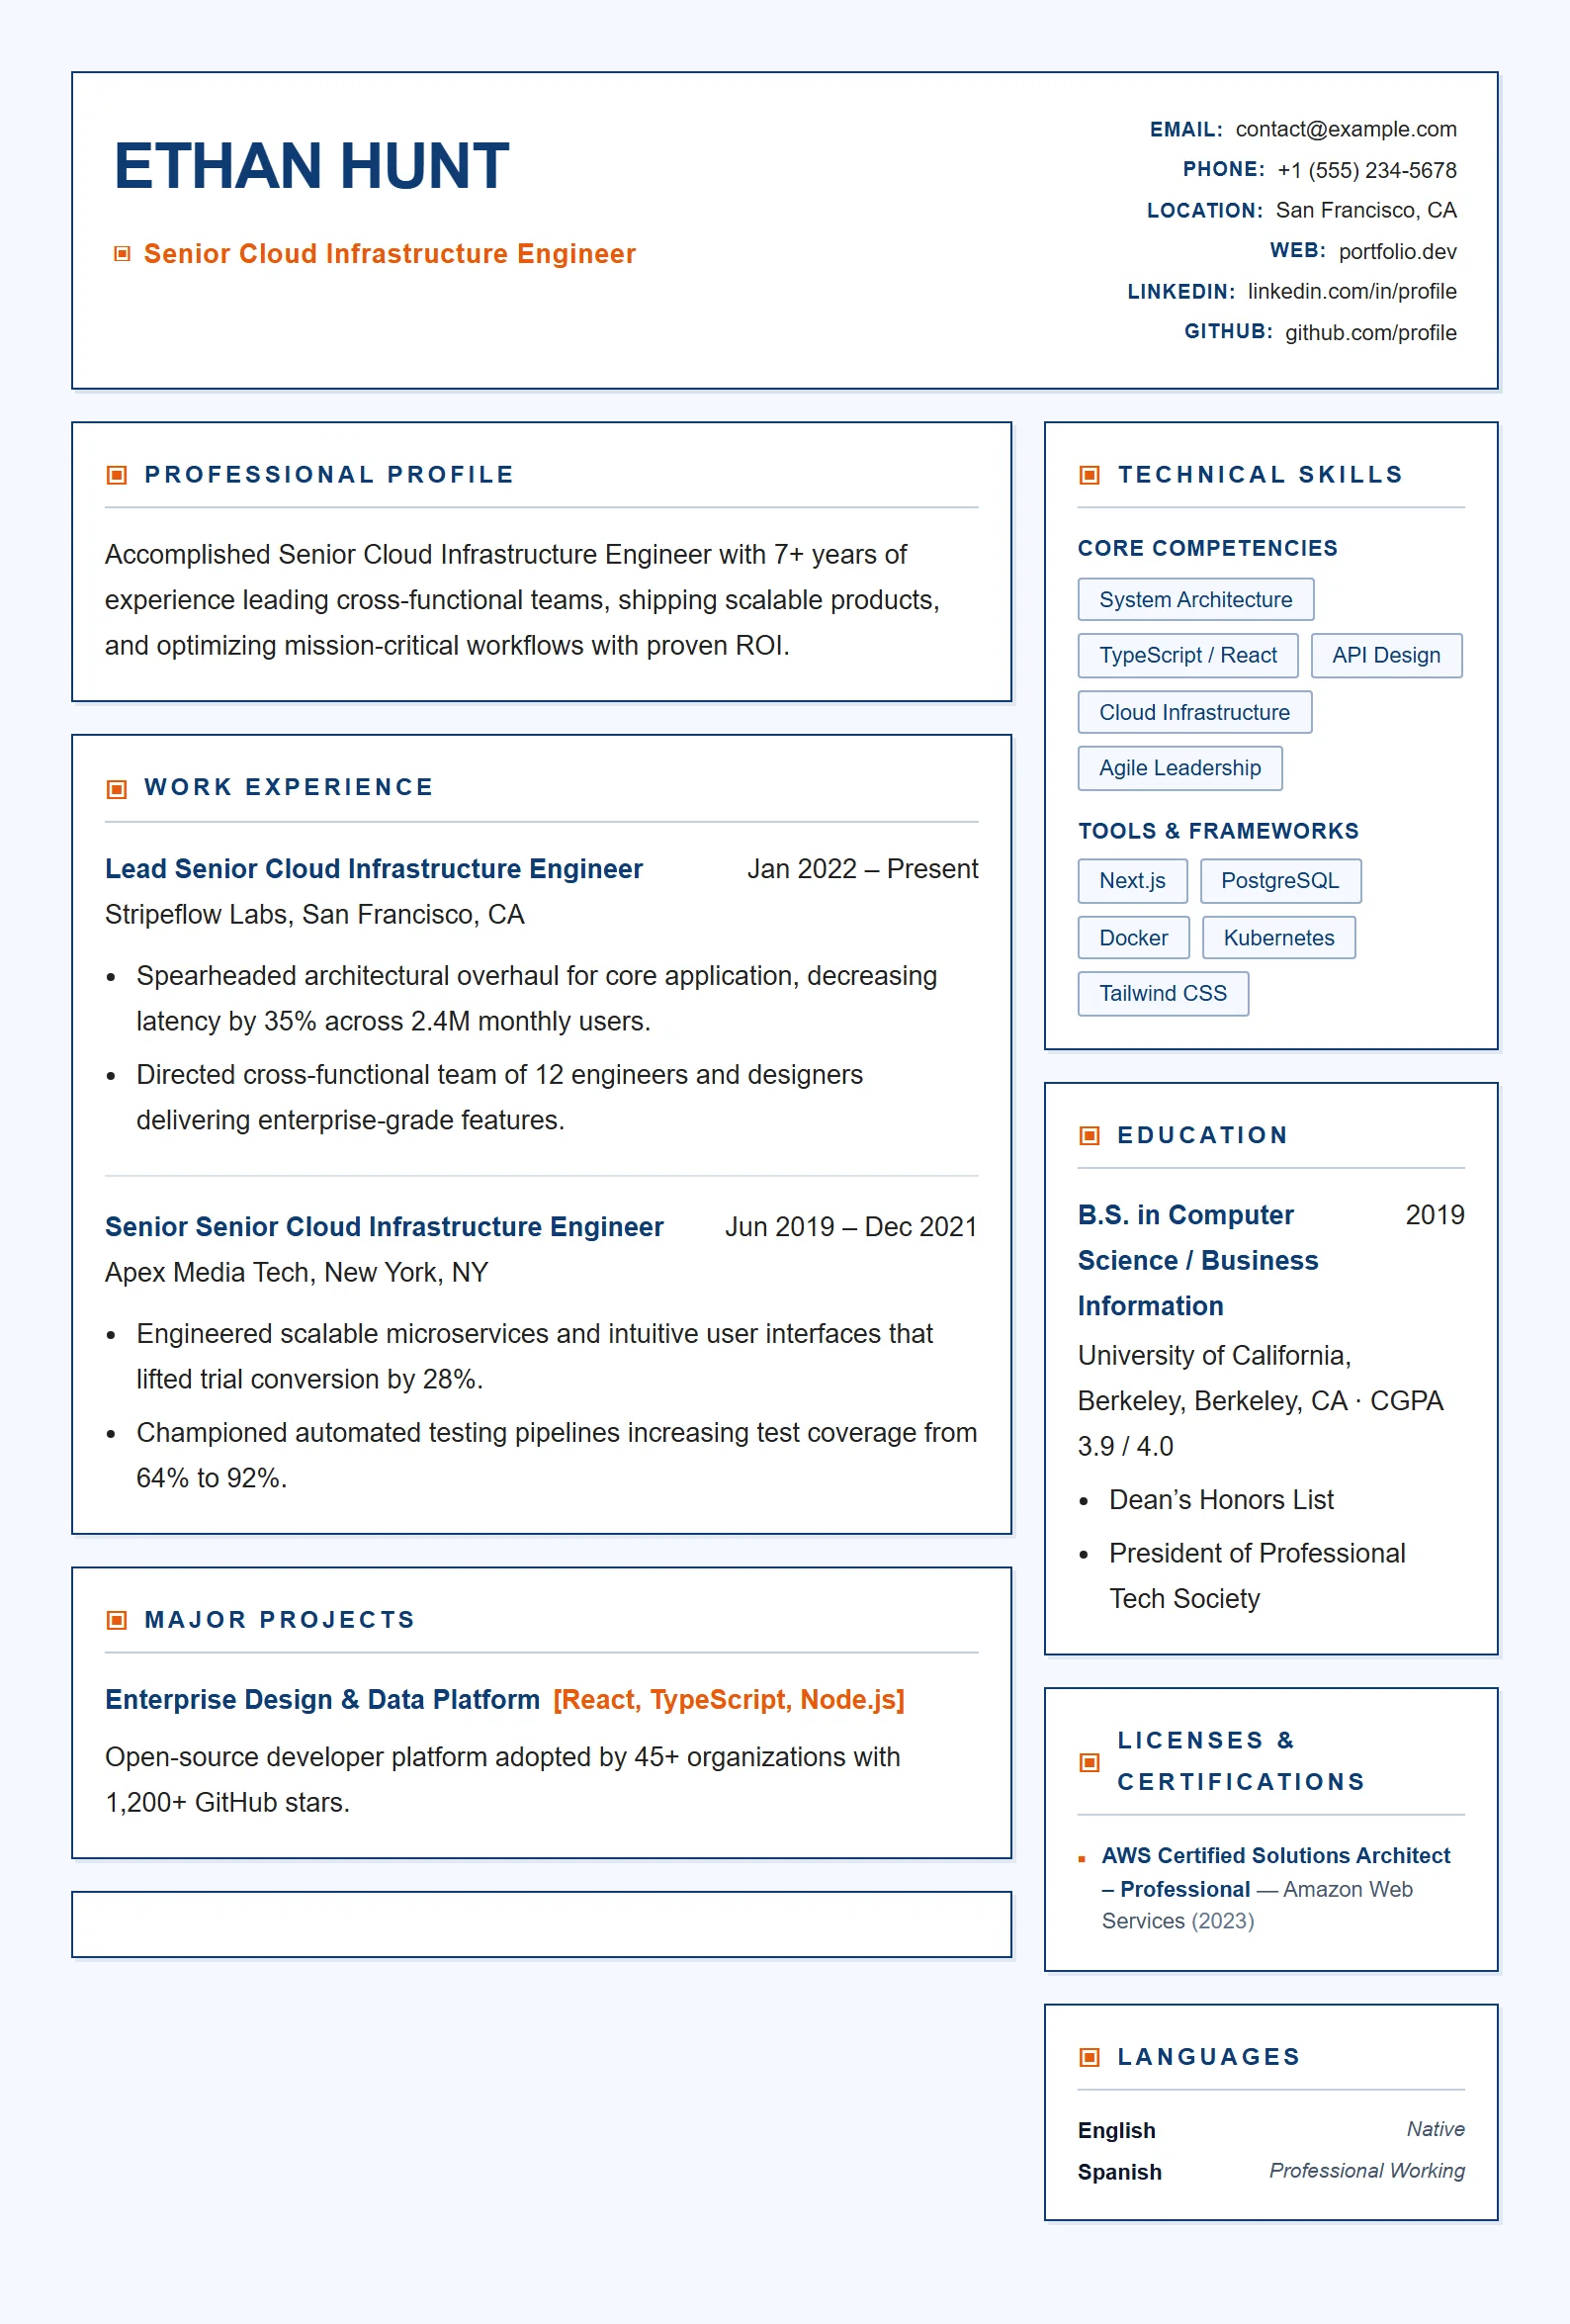 ETHAN HUNT
Senior Cloud Infrastructure Engineer
EMAIL: contact@example.com
PHONE: +1 (555) 234-5678
LOCATION: San Francisco, CA
WEB: portfolio.dev
LINKEDIN: linkedin.com/in/profile
GITHUB: github.com/profile
PROFESSIONAL PROFILE
Accomplished Senior Cloud Infrastructure Engineer with 7+ years of
experience leading cross-functional teams, shipping scalable products,
and optimizing mission-critical workflows with proven ROI.
WORK EXPERIENCE
Lead Senior Cloud Infrastructure Engineer Jan 2022 – Present
Stripeflow Labs, San Francisco, CA
• Spearheaded architectural overhaul for core application, decreasing
latency by 35% across 2.4M monthly users.
• Directed cross-functional team of 12 engineers and designers
delivering enterprise-grade features.
Senior Senior Cloud Infrastructure Engineer Jun 2019 – Dec 2021
Apex Media Tech, New York, NY
• Engineered scalable microservices and intuitive user interfaces that
lifted trial conversion by 28%.
• Championed automated testing pipelines increasing test coverage from
64% to 92%.
MAJOR PROJECTS
Enterprise Design & Data Platform [React, TypeScript, Node.js]
Open-source developer platform adopted by 45+ organizations with
1,200+ GitHub stars.
TECHNICAL SKILLS
CORE COMPETENCIES
System Architecture
TypeScript / React API Design
Cloud Infrastructure
Agile Leadership
TOOLS & FRAMEWORKS
Next.js PostgreSQL
Docker Kubernetes
Tailwind CSS
EDUCATION
B.S. in Computer 2019
Science / Business
Information
University of California,
Berkeley, Berkeley, CA · CGPA
3.9 / 4.0
• Dean’s Honors List
• President of Professional
Tech Society
LICENSES &
CERTIFICATIONS
▪ AWS Certified Solutions Architect
– Professional — Amazon Web
Services (2023)
LANGUAGES
English Native
Spanish Professional Working